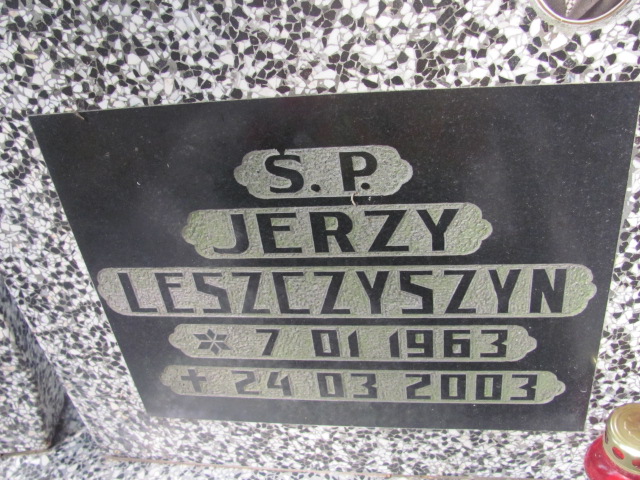 Ś. P.
JERZY
LESZCZYSZYN
* 7 01 1963
✝ 24 03 2003